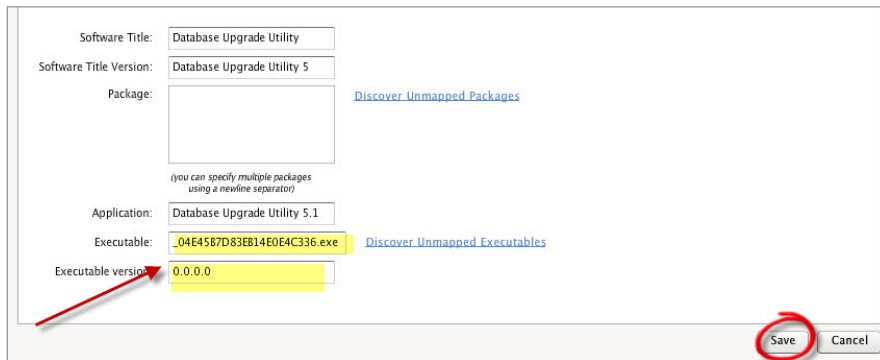 Software Title: Database Upgrade Utility
Software Title Version: Database Upgrade Utility 5
Package: Discover Unmapped Packages
(you can specify multiple packages
using a newline separator)
Application: Database Upgrade Utility 5.1
Executable: _04E45B7D83EB14E0E4C336.exe Discover Unmapped Executables
Executable version: 0.0.0.0
Save Cancel